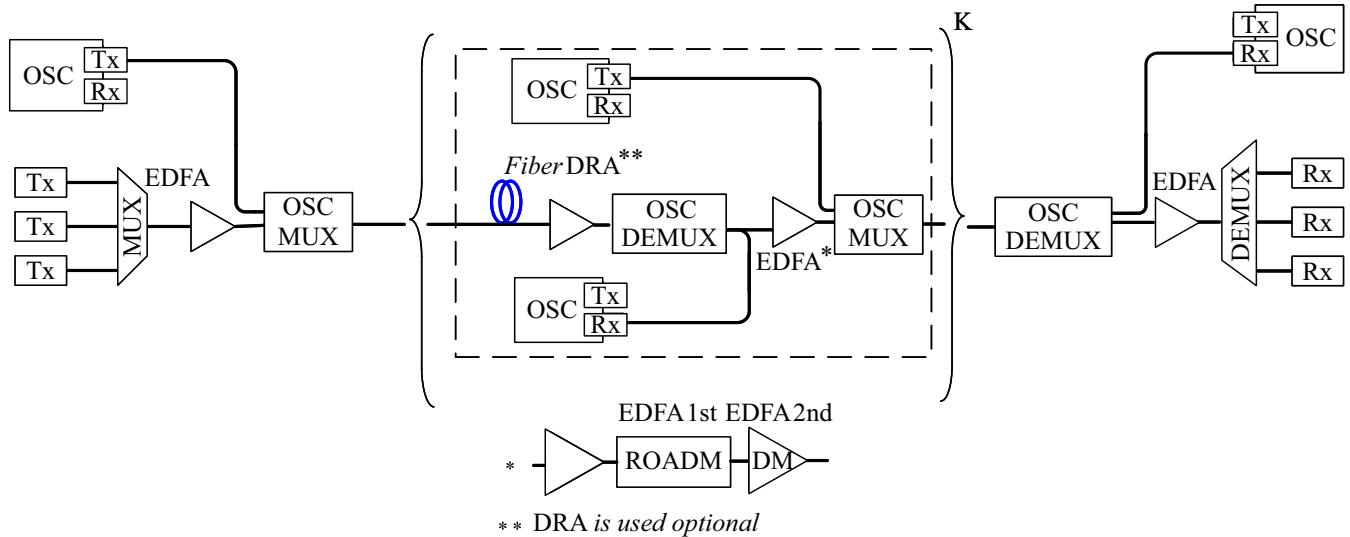 K
OSC
Tx
Rx
OSC
Tx
Rx
Tx
Rx
OSC
Fiber DRA**
Tx
Tx
Tx
MUX
EDFA
OSC
MUX
OSC
DEMUX
EDFA*
OSC
MUX
OSC
DEMUX
EDFA
DEMUX
Rx
Rx
Rx
OSC
Tx
Rx
EDFA 1st EDFA 2nd
*
ROADM
DM
** DRA is used optional